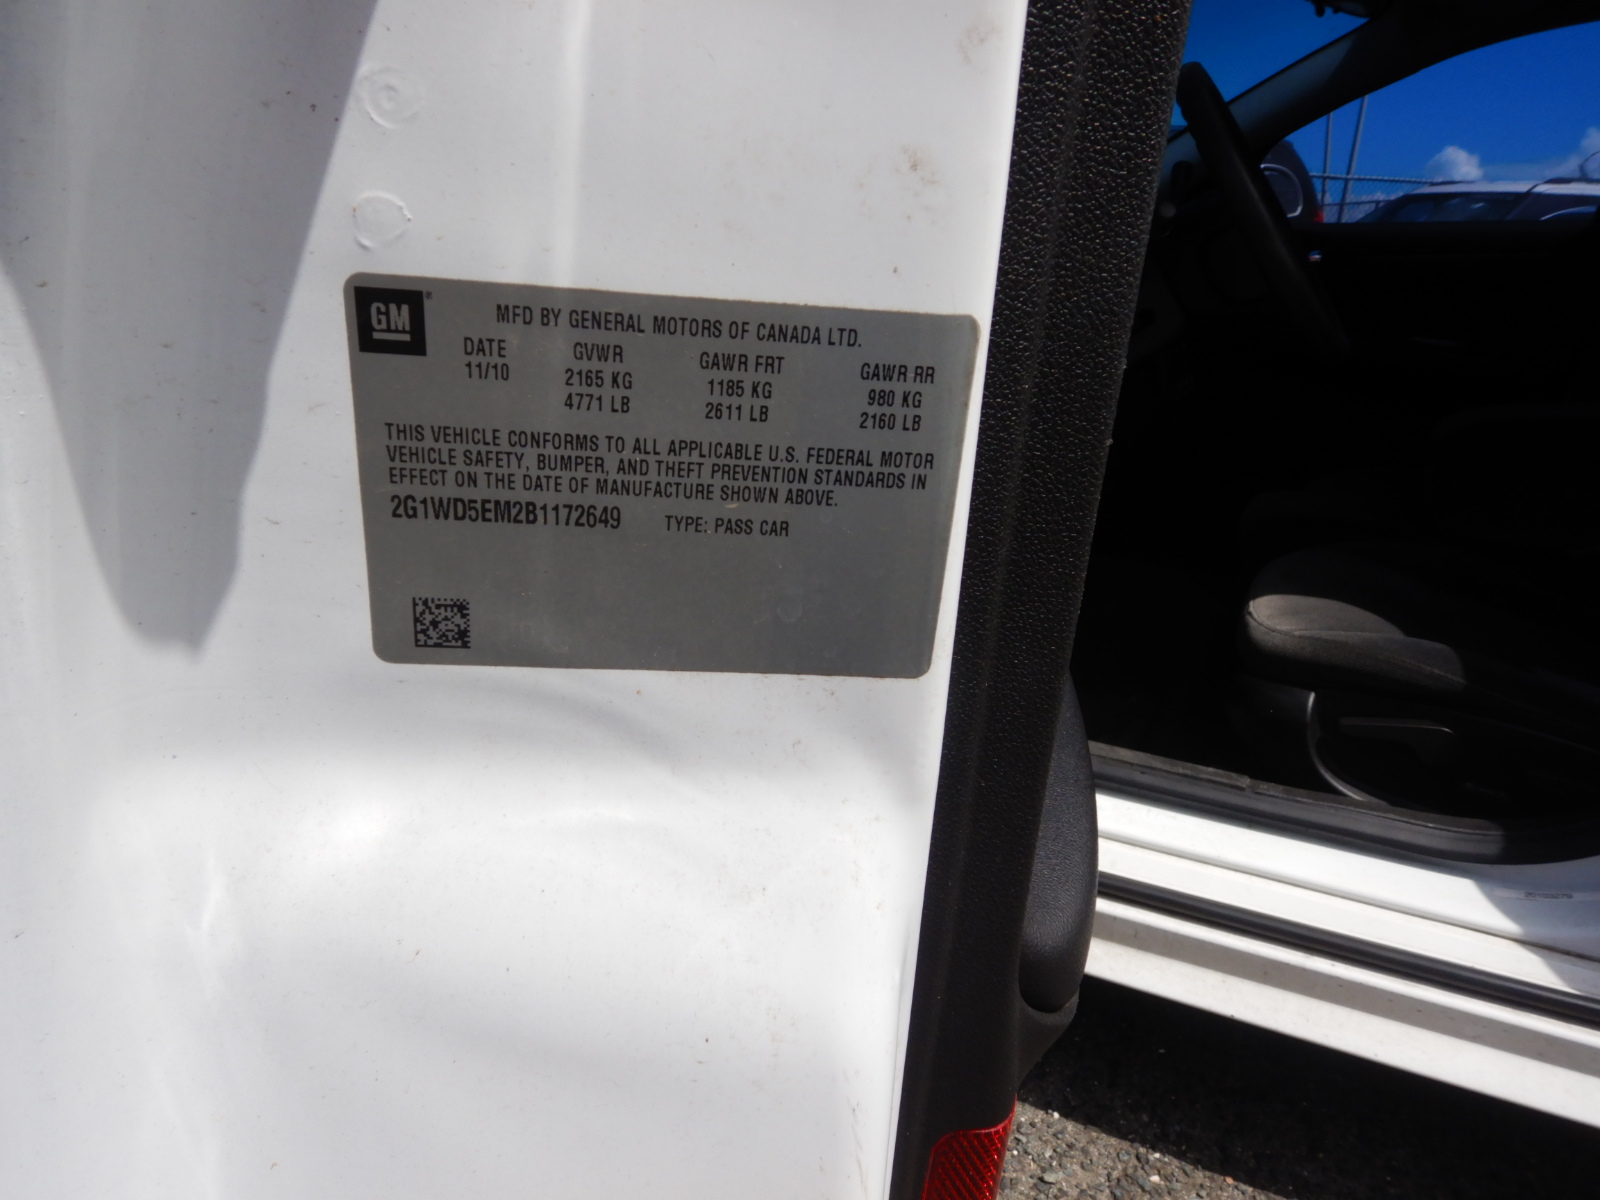 GM
MFD BY GENERAL MOTORS OF CANADA LTD.
DATE GVWR GAWR FRT GAWR RR
11/10 2165 KG 1185 KG 980 KG
4771 LB 2611 LB 2160 LB
THIS VEHICLE CONFORMS TO ALL APPLICABLE U.S. FEDERAL MOTOR
VEHICLE SAFETY, BUMPER, AND THEFT PREVENTION STANDARDS IN
EFFECT ON THE DATE OF MANUFACTURE SHOWN ABOVE.
2G1WD5EM2B1172649 TYPE: PASS CAR